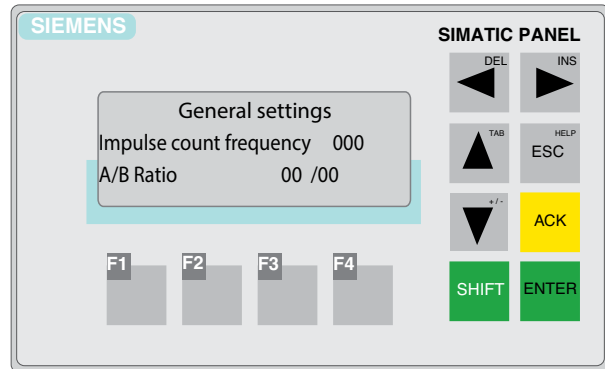 SIEMENS
SIMATIC PANEL
DEL
INS
General settings
Impulse count frequency 000
A/B Ratio 00 /00
TAB
HELP
ESC
+/-
ACK
F1 F2 F3 F4
SHIFT
ENTER